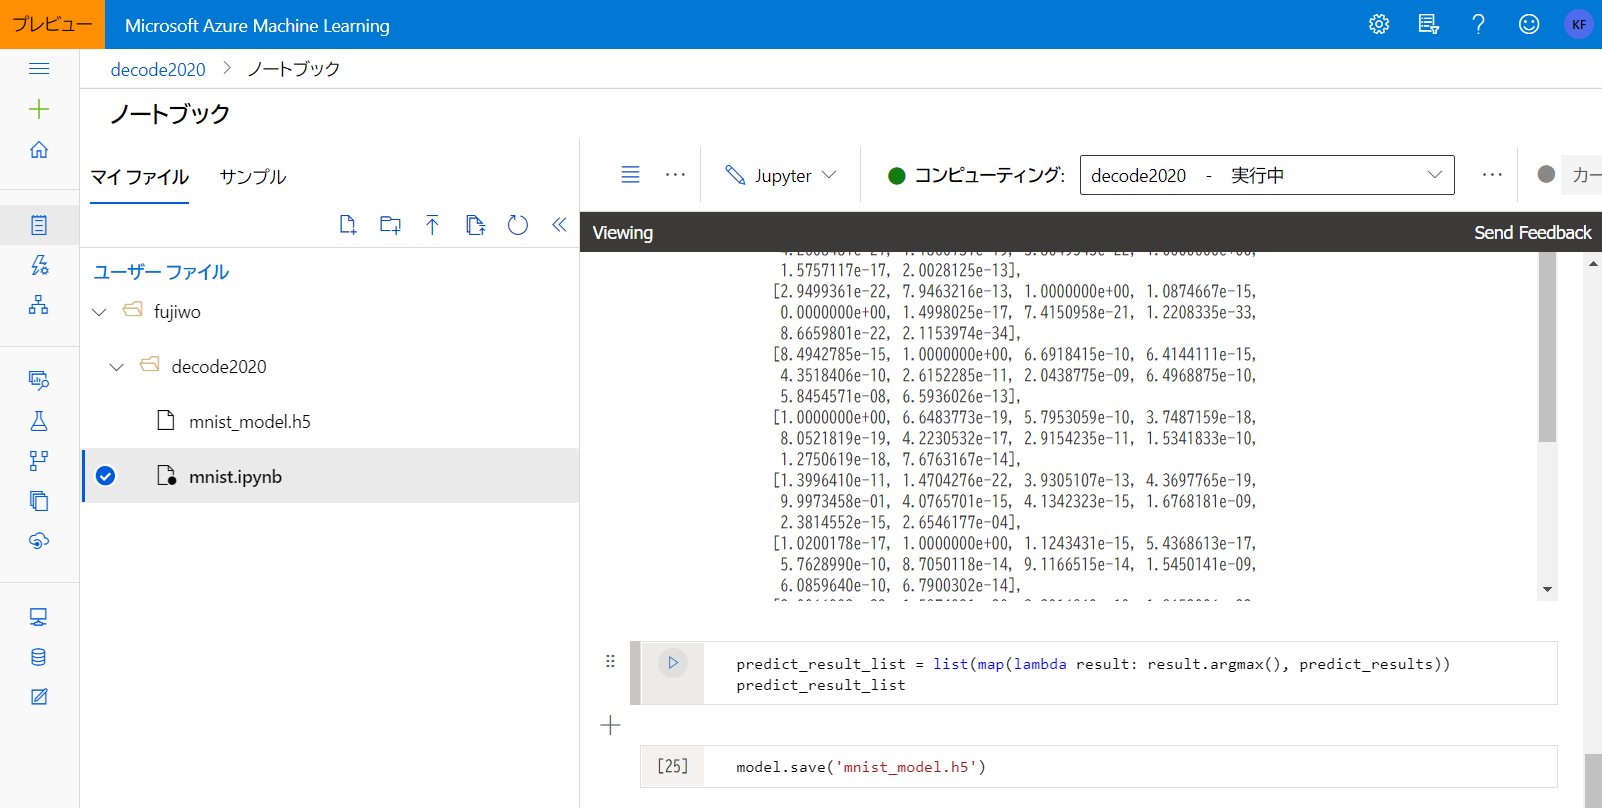 プレビュー
Microsoft Azure Machine Learning
KF
decode2020 > ノートブック
ノートブック
マイ ファイル サンプル
Jupyter
コンピューティング: decode2020 - 実行中
カー
Viewing Send Feedback
ユーザー ファイル
fujiwo
decode2020
mnist_model.h5
mnist.ipynb
1.5757117e-17, 2.0028125e-13],
[2.9499361e-22, 7.9463216e-13, 1.0000000e+00, 1.0874667e-15,
0.0000000e+00, 1.4998025e-17, 7.4150958e-21, 1.2208335e-33,
8.6659801e-22, 2.1153974e-34],
[8.4942785e-15, 1.0000000e+00, 6.6918415e-10, 6.4144111e-15,
4.3518406e-10, 2.6152285e-11, 2.0438775e-09, 6.4968875e-10,
5.8454571e-08, 6.5936026e-13],
[1.0000000e+00, 6.6483773e-19, 5.7953059e-10, 3.7487159e-18,
8.0521819e-19, 4.2230532e-17, 2.9154235e-11, 1.5341833e-10,
1.2750619e-18, 7.6763167e-14],
[1.3996410e-11, 1.4704276e-22, 3.9305107e-13, 4.3697765e-19,
9.9973458e-01, 4.0765701e-15, 4.1342323e-15, 1.6768181e-09,
2.3814552e-15, 2.6546177e-04],
[1.0200178e-17, 1.0000000e+00, 1.1243431e-15, 5.4368613e-17,
5.7628990e-10, 8.7050118e-14, 9.1166515e-14, 1.5450141e-09,
6.0859640e-10, 6.7900302e-14],
predict_result_list = list(map(lambda result: result.argmax(), predict_results))
predict_result_list
[25] model.save('mnist_model.h5')